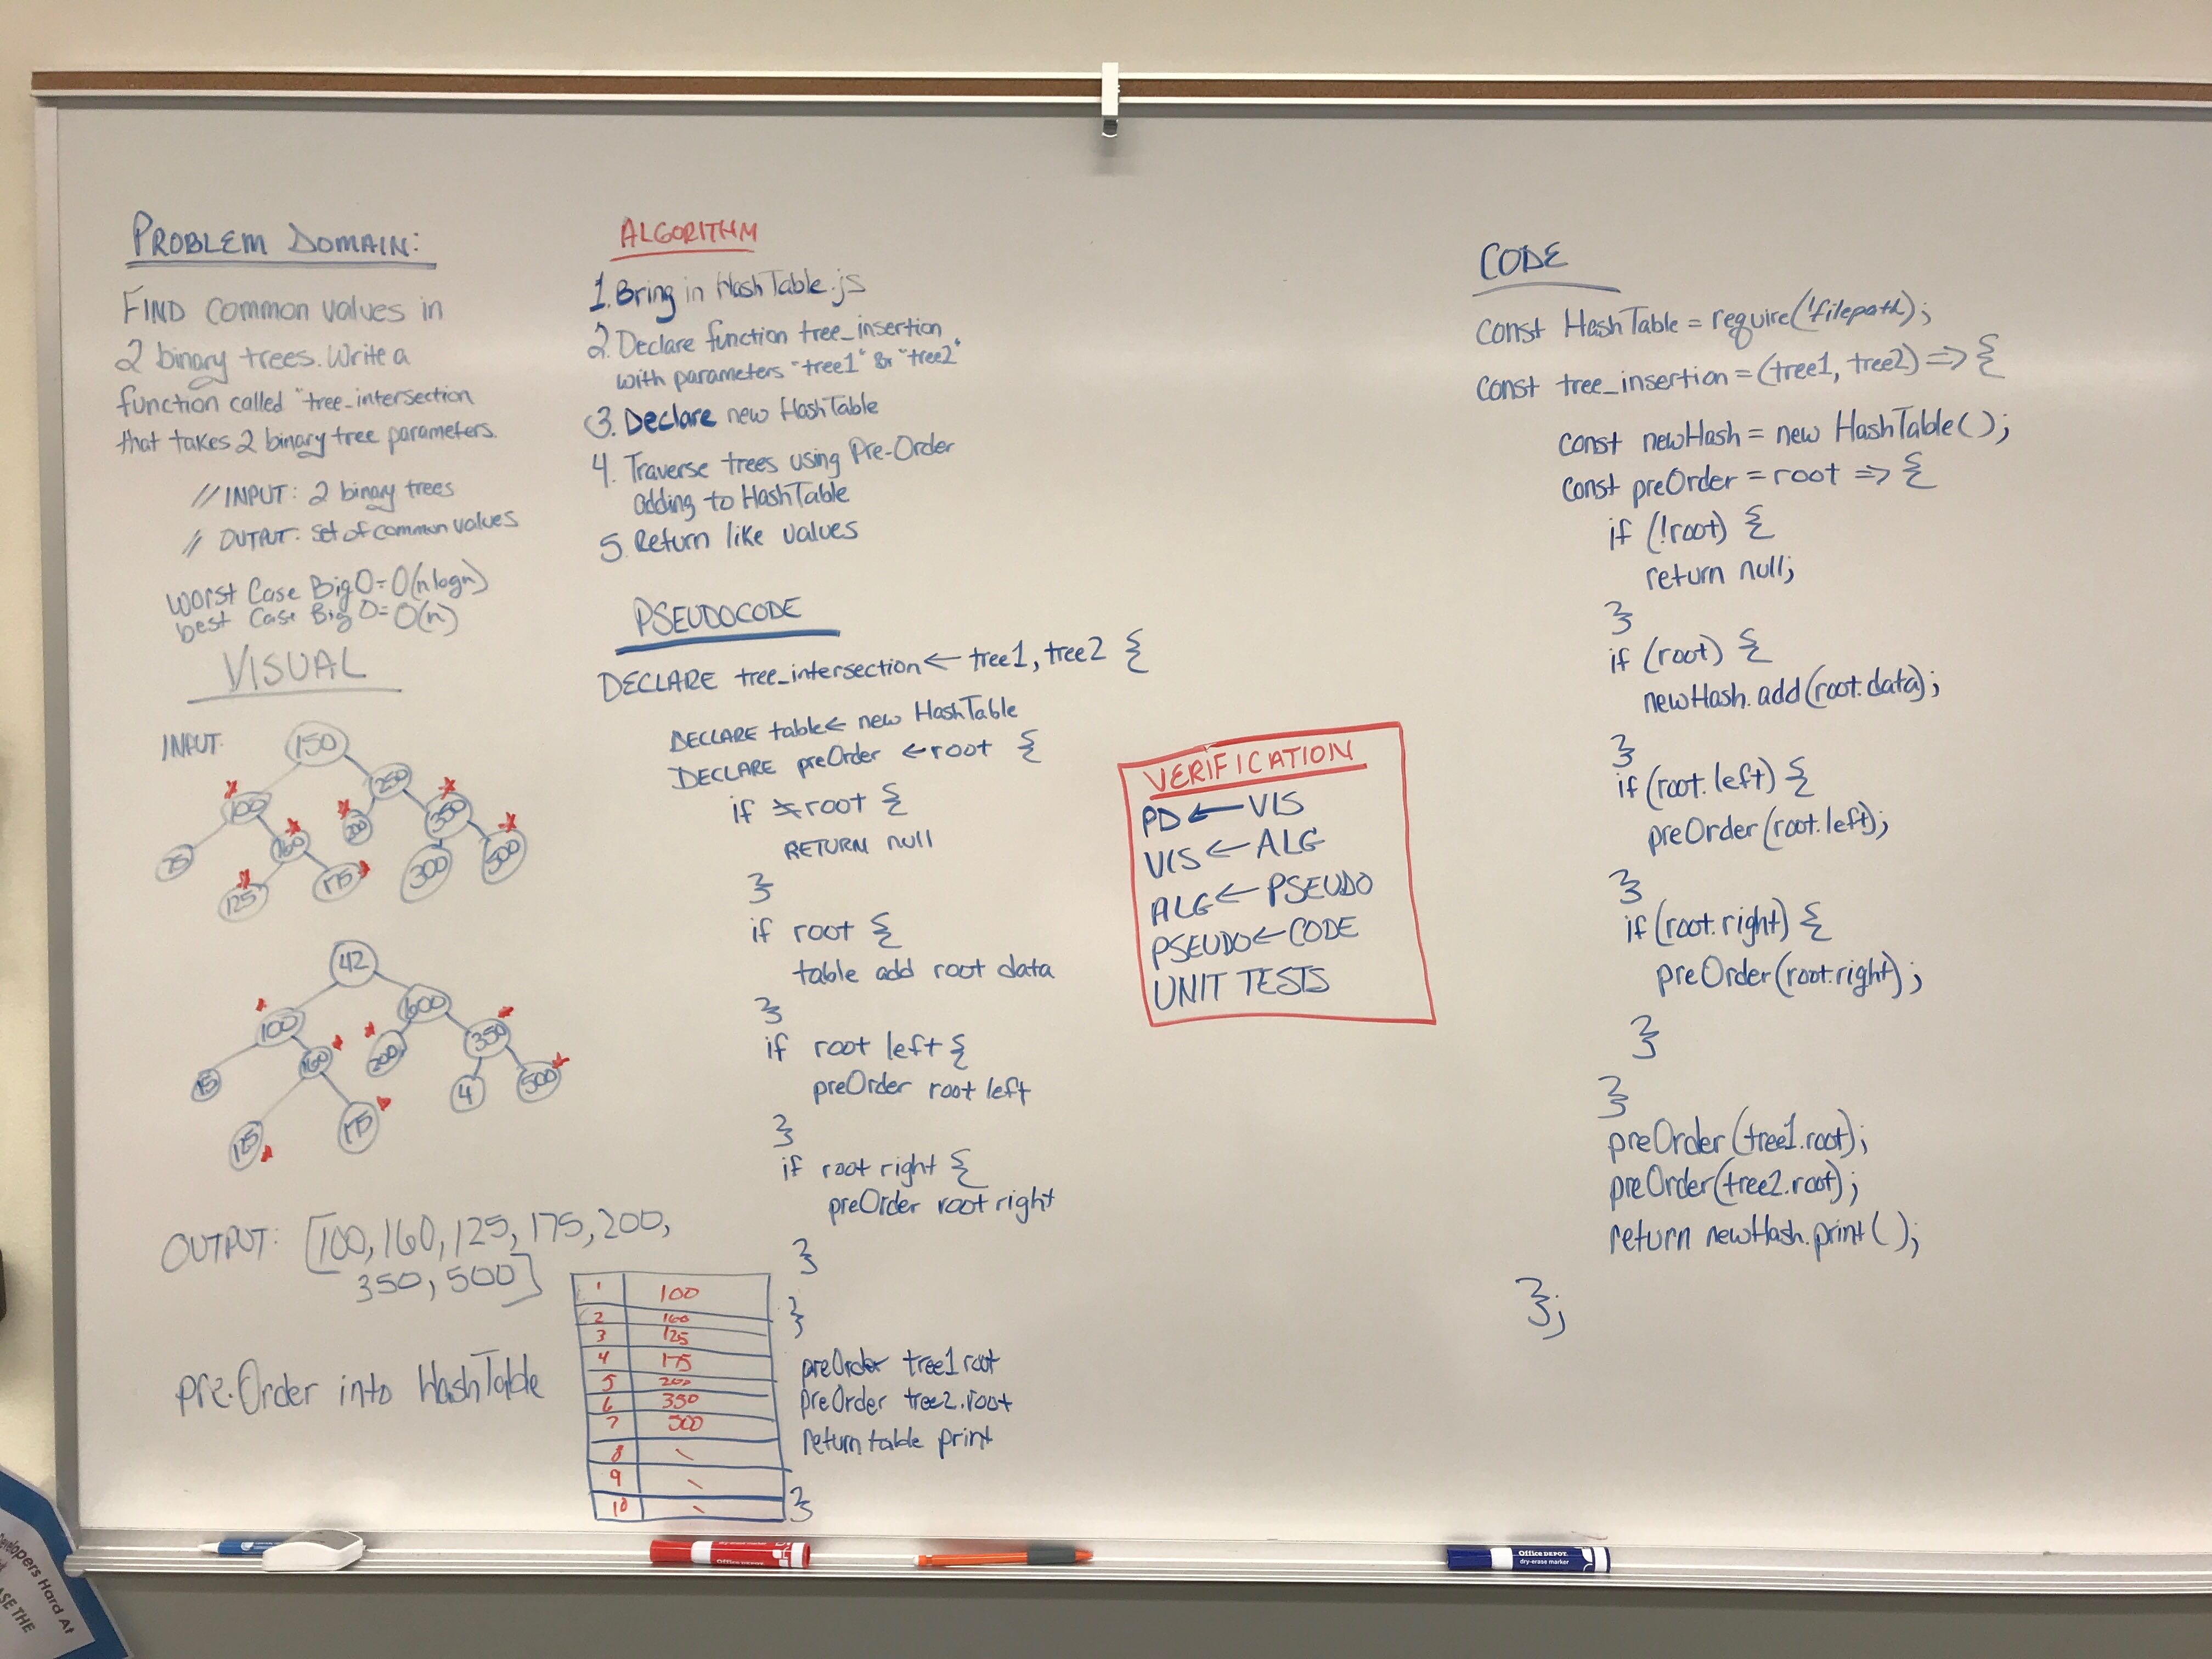 PROBLEM DOMAIN:
FIND common values in
2 binary trees. Write a
function called "tree_intersection
that takes 2 binary tree parameters.
// INPUT: 2 binary trees
// OUTPUT: set of common values
worst Case Big O = O(n logn)
best Case Big O = O(n)
VISUAL
INPUT:
150
100
250
75
160
200
350
125
175
300
500
42
100
600
15
160
200
350
125
175
4
500
OUTPUT: [100, 160, 125, 175, 200,
350, 500]
pre-Order into HashTable
1 100
2 160
3 125
4 175
5 200
6 350
7 500
8 \
9 \
10 \
ALGORITHM
1. Bring in HashTable.js
2. Declare function tree_insertion
with parameters "tree1" & "tree2"
3. Declare new HashTable
4. Traverse trees using Pre-Order
adding to HashTable
5. Return like values
PSEUDOCODE
DECLARE tree_intersection ← tree1, tree2 {
DECLARE table ← new HashTable
DECLARE preOrder ← root {
if ≠ root {
RETURN null
}
if root {
table add root data
}
if root left {
preOrder root left
}
if root right {
preOrder root right
}
}
preOrder tree1 root
preOrder tree2.root
return table print
}
VERIFICATION
PD ← VIS
VIS ← ALG
ALG ← PSEUDO
PSEUDO ← CODE
UNIT TESTS
CODE
const HashTable = require('filepath);
const tree_insertion = (tree1, tree2) => {
const newHash = new HashTable();
const preOrder = root => {
if (!root) {
return null;
}
if (root) {
newHash.add(root.data);
}
if (root.left) {
preOrder(root.left);
}
if (root.right) {
preOrder(root.right);
}
}
preOrder(tree1.root);
preOrder(tree2.root);
return newHash.print();
};
Developers Hard At
ASE THE
Office DEPOT
Office DEPOT
dry-erase marker